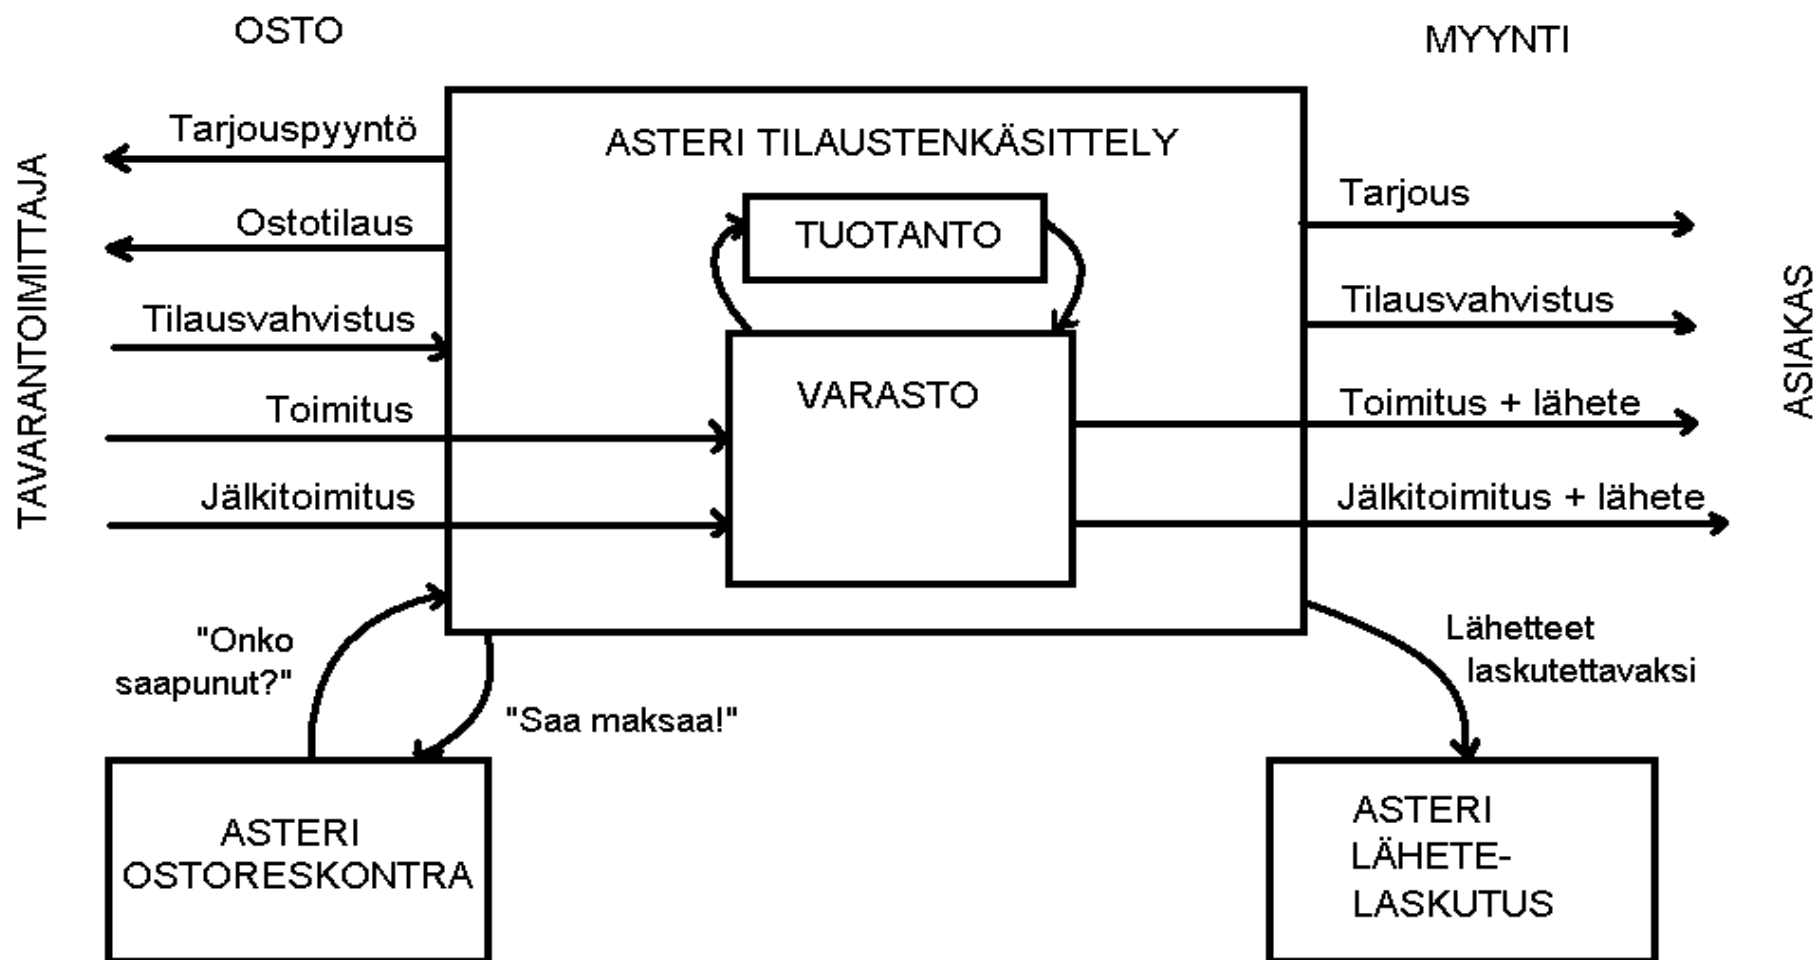 OSTO
MYYNTI
TAVARANTOIMITTAJA
Tarjouspyyntö
Ostotilaus
Tilausvahvistus
Toimitus
Jälkitoimitus
ASTERI TILAUSTENKÄSITTELY
TUOTANTO
VARASTO
Tarjous
Tilausvahvistus
Toimitus + lähete
Jälkitoimitus + lähete
ASIAKAS
"Onko
saapunut?"
"Saa maksaa!"
Lähetteet
laskutettavaksi
ASTERI
OSTORESKONTRA
ASTERI
LÄHETE-
LASKUTUS